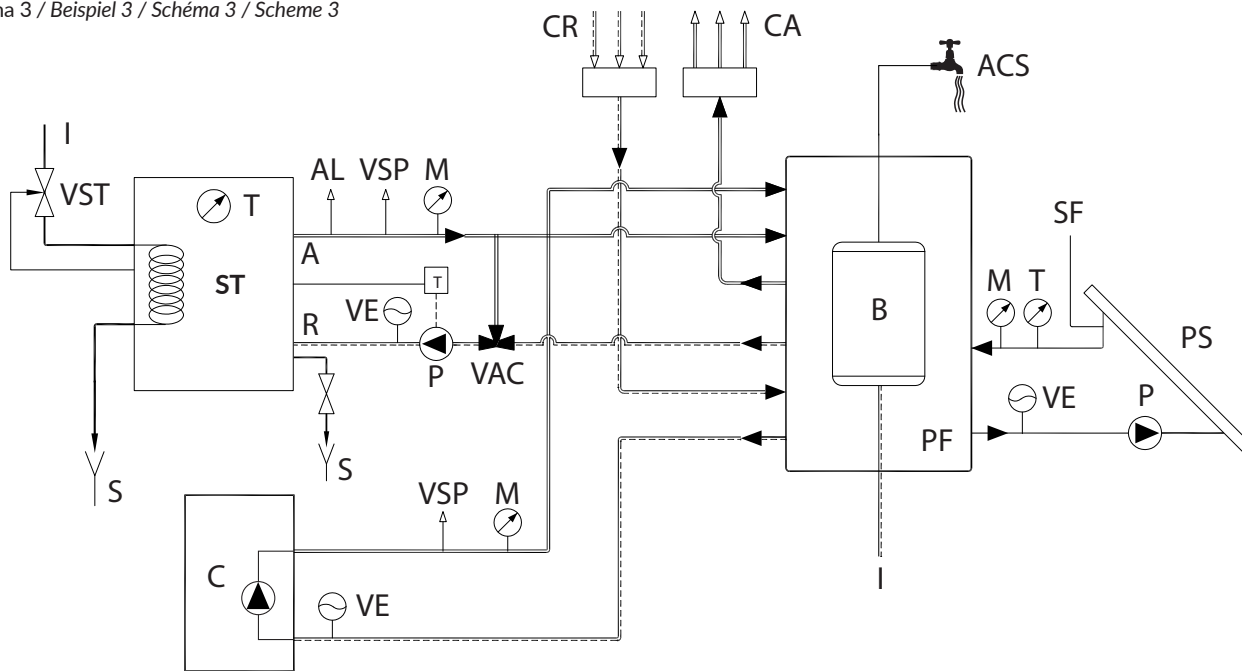 ma 3 / Beispiel 3 / Schéma 3 / Scheme 3
CR
CA
ACS
I
VST
T
AL
VSP
M
SF
A
ST
T
M
T
B
PS
VE
R
P
VAC
VE
P
PF
S
S
VSP
M
C
VE
I